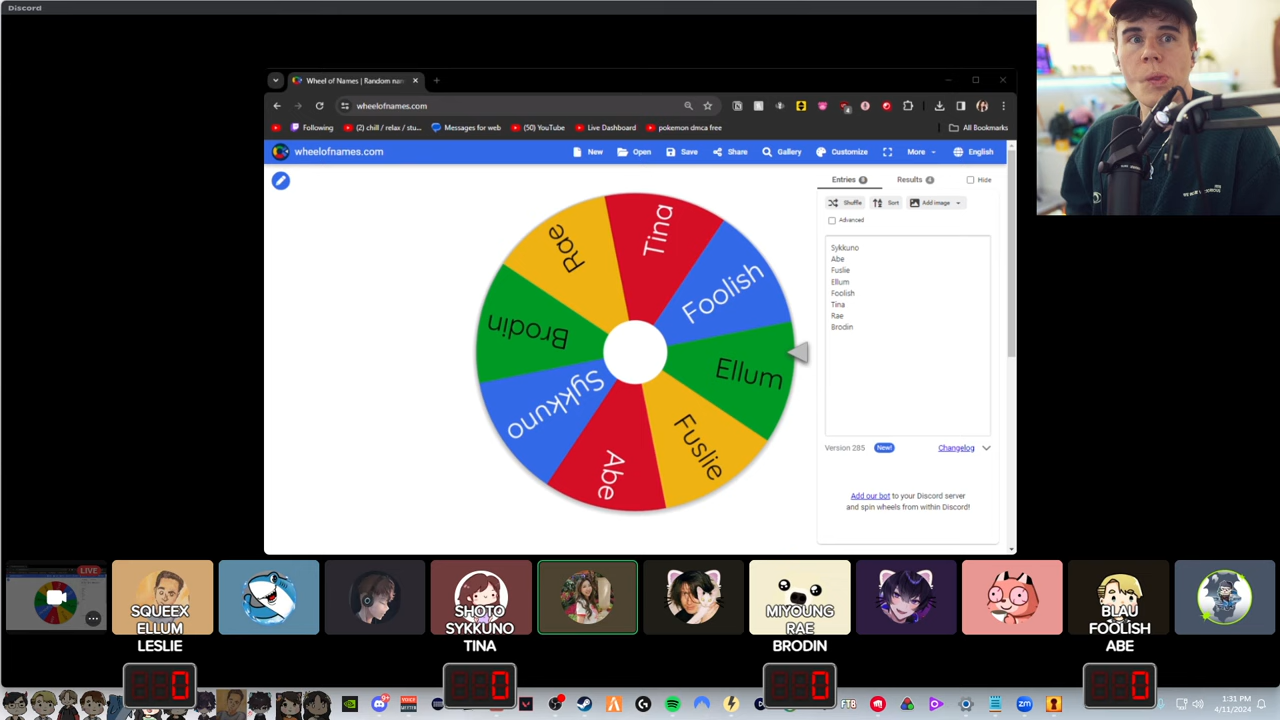 Discord
Wheel of Names | Random na
wheelofnames.com
Following
(2) chill / relax / stu...
Messages for web
(50) YouTube
Live Dashboard
pokemon dmca free
All Bookmarks
wheelofnames.com
New
Open
Save
Share
Gallery
Customize
More
English
Entries 8
Results 4
Hide
Shuffle
Sort
Add image
Advanced
Sykkuno
Abe
Fuslie
Ellum
Foolish
Tina
Rae
Brodin
Tina
Foolish
Ellum
Fuslie
Abe
Sykkuno
Brodin
Rae
Version 285
New!
Changelog
Add our bot to your Discord server
and spin wheels from within Discord!
LIVE
SQUEEX
ELLUM
LESLIE
SHOTO
SYKKUNO
TINA
MIYOUNG
RAE
BRODIN
BLAU
FOOLISH
ABE
0
0
0
0
FTB
zm
1:31 PM
4/11/2024